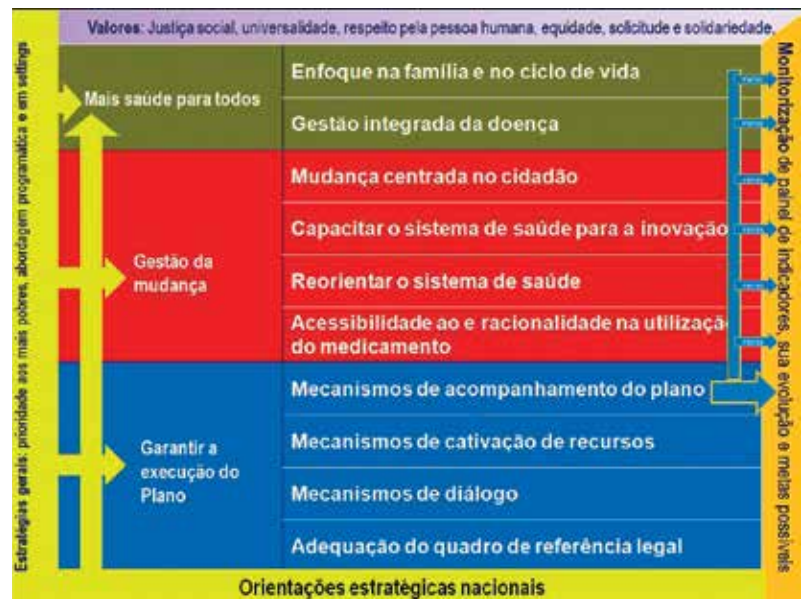 Valores: Justiça social, universalidade, respeito pela pessoa humana, equidade, solicitude e solidariedade,
Estratégias gerais: prioridade aos mais pobres, abordagem programática e em settings
Mais saúde para todos
Enfoque na família e no ciclo de vida
Gestão integrada da doença
Gestão da
mudança
Mudança centrada no cidadão
Capacitar o sistema de saúde para a inovação
Reorientar o sistema de saúde
Acessibilidade ao e racionalidade na utilização
do medicamento
Garantir a
execução do
Plano
Mecanismos de acompanhamento do plano
Mecanismos de cativação de recursos
Mecanismos de diálogo
Adequação do quadro de referência legal
Monitorização de painel de indicadores, sua evolução e metas possíveis
Orientações estratégicas nacionais